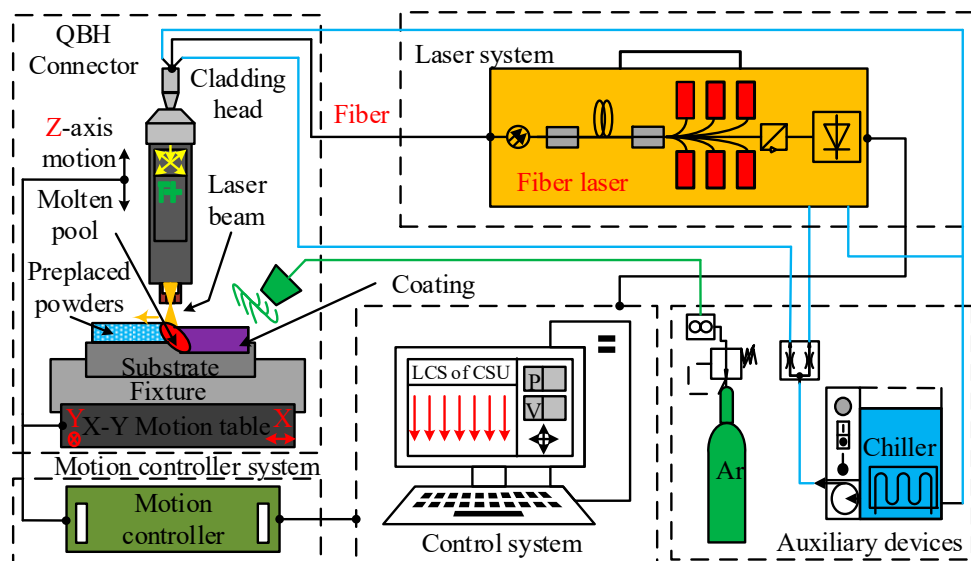 QBH
Connector
Cladding
head
Z-axis
motion
Molten
pool
Laser
beam
Preplaced
powders
Coating
Substrate
Fixture
Y
X-Y Motion table
X
Motion controller system
Motion
controller
Fiber
Laser system
Fiber laser
LCS of CSU
P
V
Control system
Ar
Chiller
Auxiliary devices